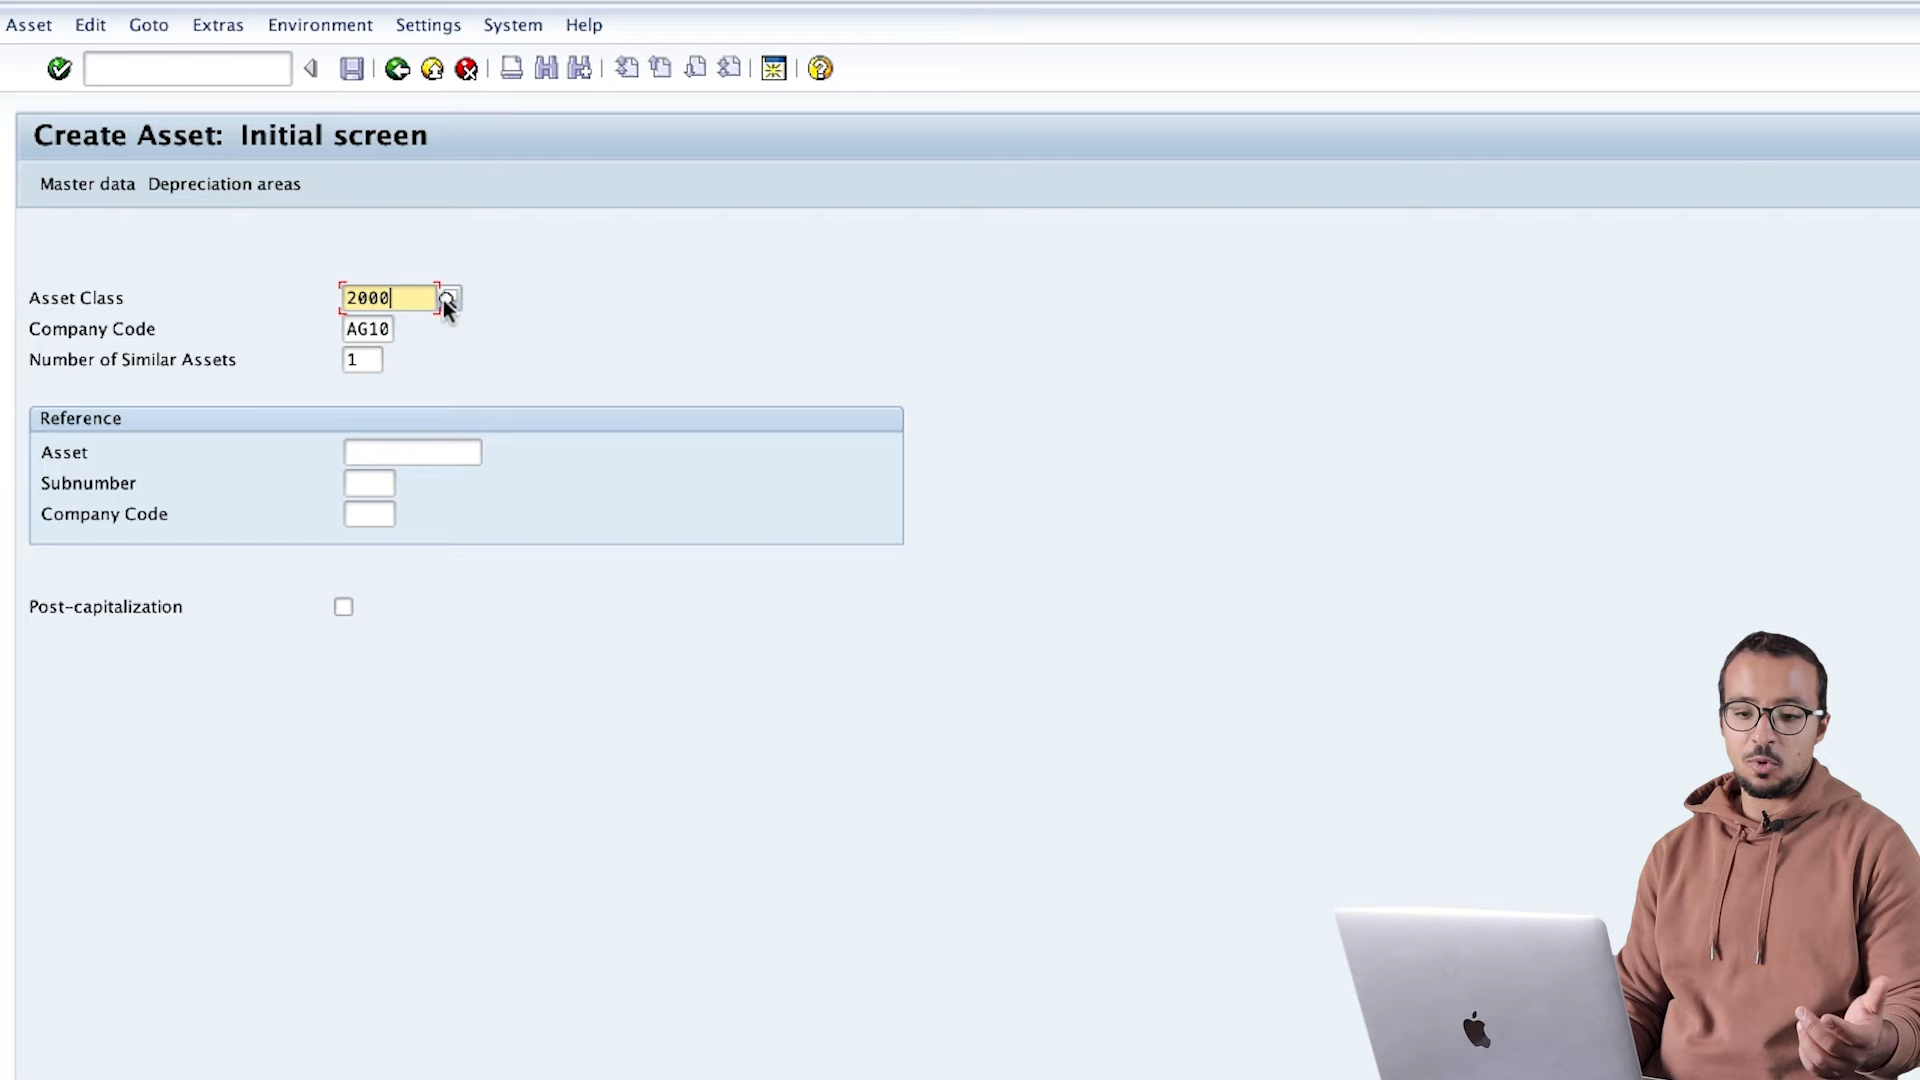 Asset Edit Goto Extras Environment Settings System Help
Create Asset: Initial screen
Master data Depreciation areas
Asset Class 2000
Company Code AG10
Number of Similar Assets 1
Reference
Asset
Subnumber
Company Code
Post-capitalization